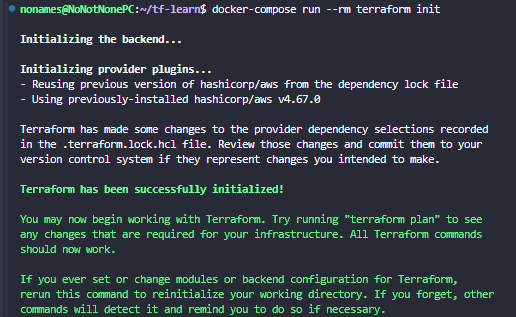 nonames@NoNotNonePC:~/tf-learn$ docker-compose run --rm terraform init
Initializing the backend...
Initializing provider plugins...
- Reusing previous version of hashicorp/aws from the dependency lock file
- Using previously-installed hashicorp/aws v4.67.0
Terraform has made some changes to the provider dependency selections recorded
in the .terraform.lock.hcl file. Review those changes and commit them to your
version control system if they represent changes you intended to make.
Terraform has been successfully initialized!
You may now begin working with Terraform. Try running "terraform plan" to see
any changes that are required for your infrastructure. All Terraform commands
should now work.
If you ever set or change modules or backend configuration for Terraform,
rerun this command to reinitialize your working directory. If you forget, other
commands will detect it and remind you to do so if necessary.